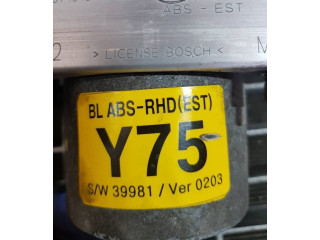 ABS - EST
> LICENSE BOSCH <
BL ABS-RHD(EST)
Y75
S/W 39981 / Ver 0203